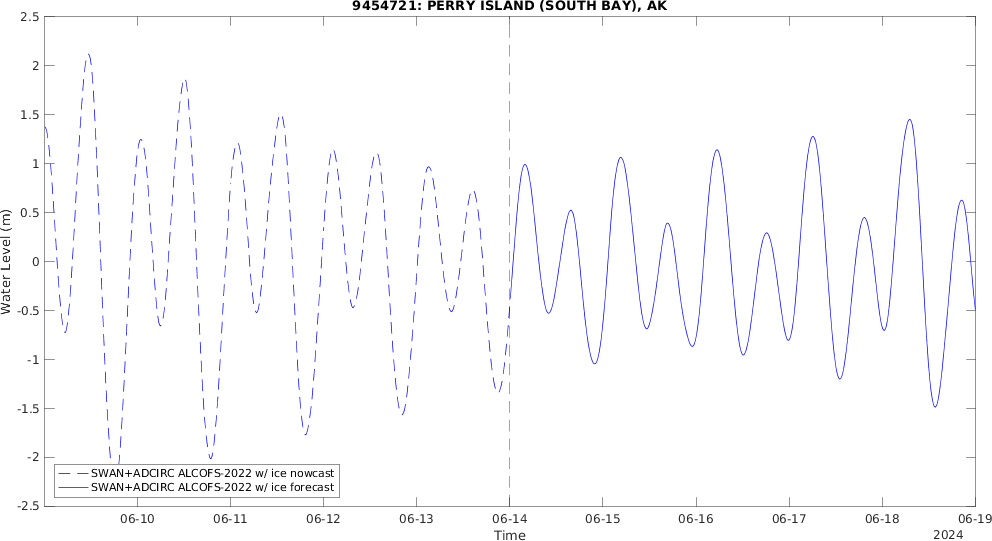 9454721: PERRY ISLAND (SOUTH BAY), AK
2.5
2
1.5
1
0.5
0
-0.5
-1
-1.5
-2
-2.5
Water Level (m)
SWAN+ADCIRC ALCOFS-2022 w/ ice nowcast
SWAN+ADCIRC ALCOFS-2022 w/ ice forecast
06-10 06-11 06-12 06-13 06-14 06-15 06-16 06-17 06-18 06-19
Time
2024